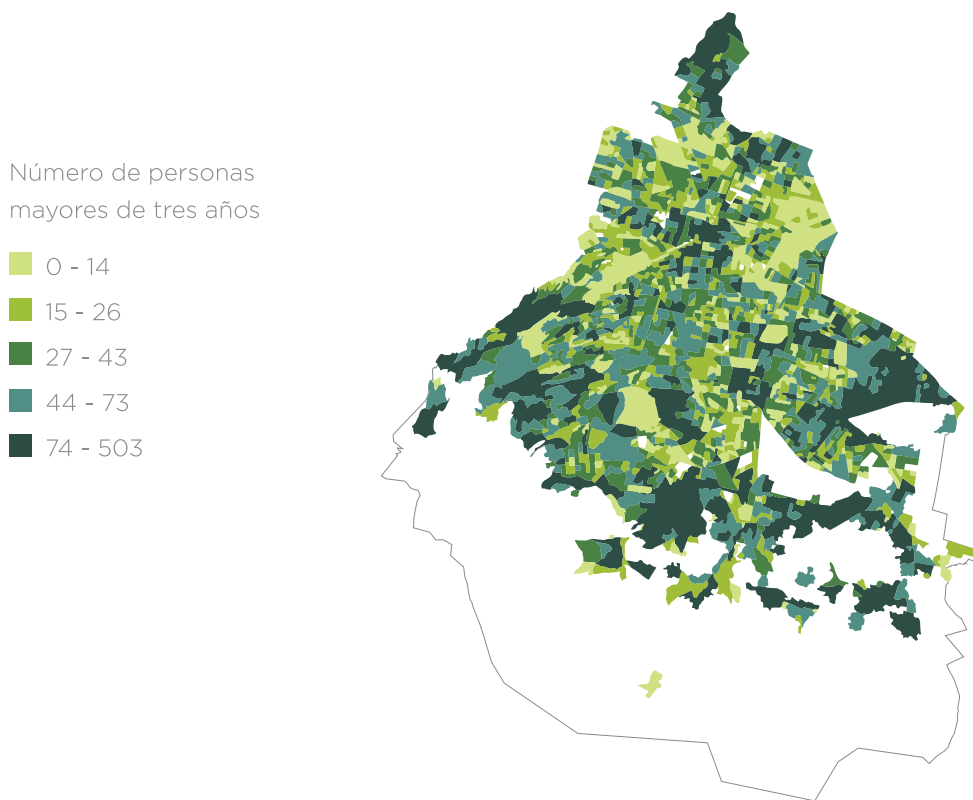 Número de personas
mayores de tres años
0 - 14
15 - 26
27 - 43
44 - 73
74 - 503